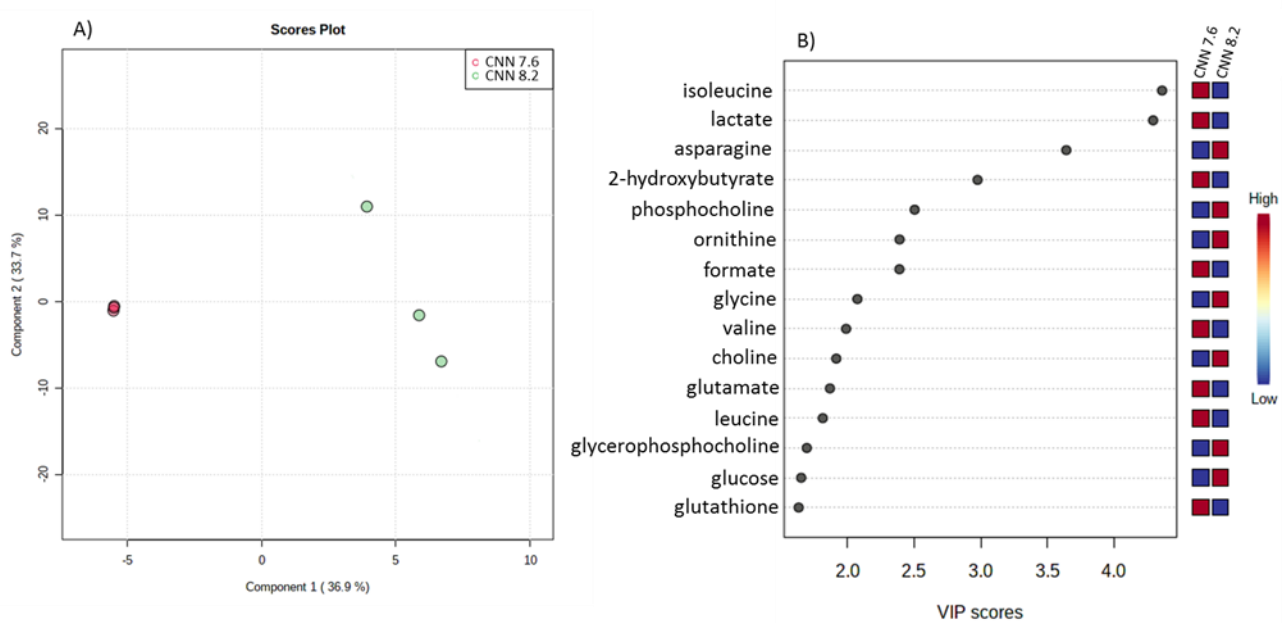 A)
Scores Plot
CNN 7.6
CNN 8.2
20
10
0
-10
-20
Component 2 ( 33.7 %)
-5
0
5
10
Component 1 ( 36.9 %)
B)
CNN 7.6
CNN 8.2
isoleucine
lactate
asparagine
2-hydroxybutyrate
phosphocholine
ornithine
formate
glycine
valine
choline
glutamate
leucine
glycerophosphocholine
glucose
glutathione
2.0
2.5
3.0
3.5
4.0
VIP scores
High
Low